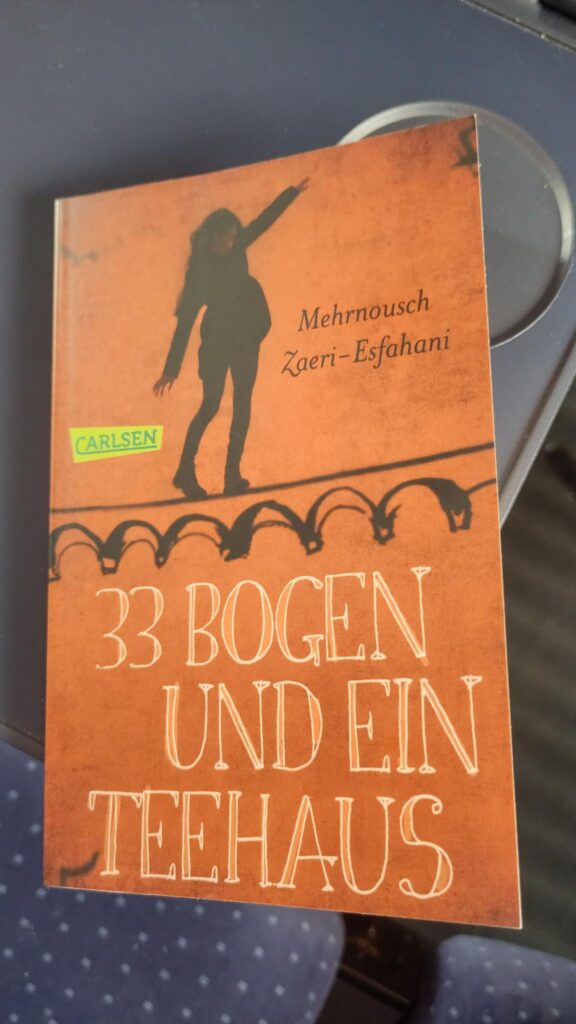 Mehrnousch
Zaeri-Esfahani
CARLSEN
33 BOGEN
UND EIN
TEEHAUS